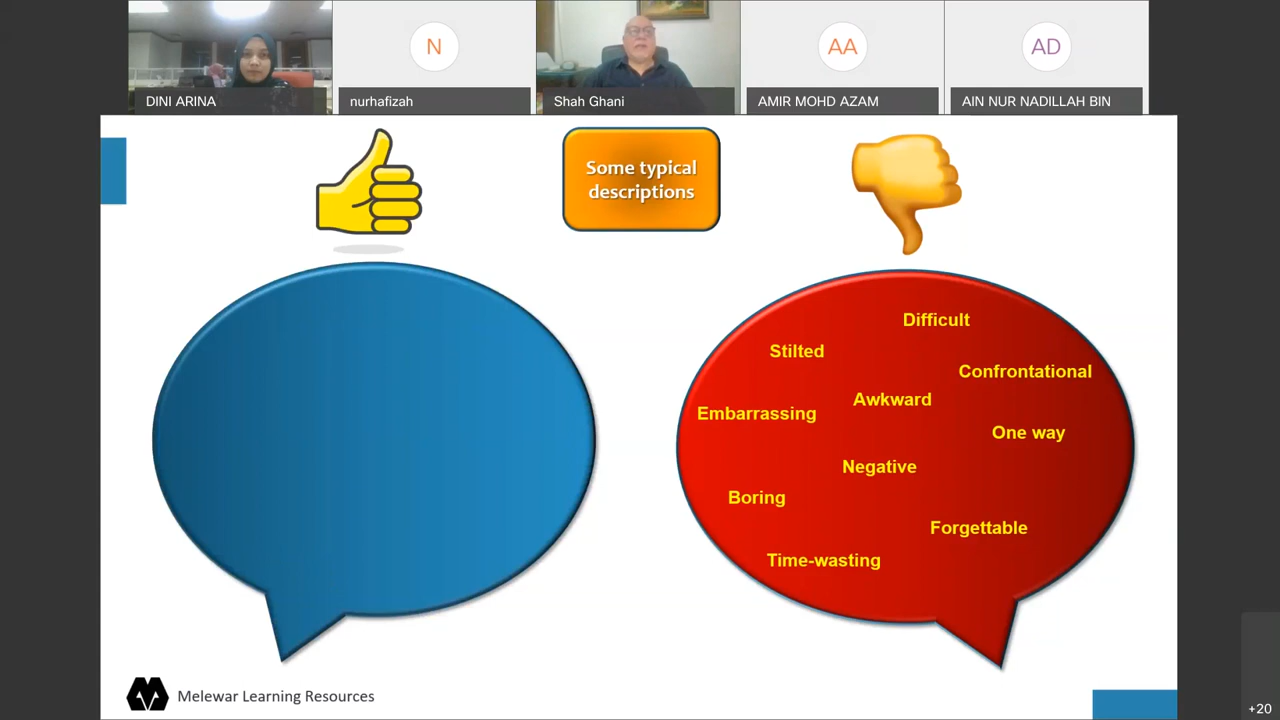 DINI ARINA
N
nurhafizah
Shah Ghani
AA
AMIR MOHD AZAM
AD
AIN NUR NADILLAH BIN
Some typical
descriptions
Difficult
Stilted
Confrontational
Awkward
Embarrassing
One way
Negative
Boring
Forgettable
Time-wasting
Melewar Learning Resources
+20